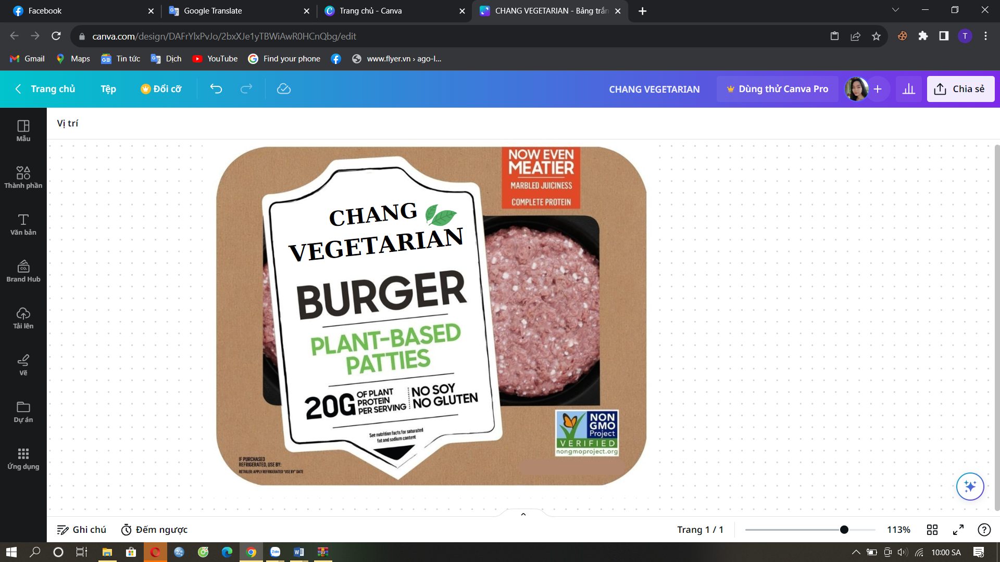 Facebook
Google Translate
Trang chủ - Canva
CHANG VEGETARIAN - Bảng trắn
canva.com/design/DAFrYlxPvJo/2bxXJe1yTBWiAwR0HCnQbg/edit
T
Gmail
Maps
Tin tức
Dịch
YouTube
Find your phone
www.flyer.vn › ago-l...
Trang chủ
Tệp
Đổi cỡ
CHANG VEGETARIAN
Dùng thử Canva Pro
Chia sẻ
Vị trí
Mẫu
Thành phần
Văn bản
CO.
Brand Hub
Tải lên
Vẽ
Dự án
Ứng dụng
NOW EVEN
MEATIER
MARBLED JUICINESS
COMPLETE PROTEIN
CHANG
VEGETARIAN
BURGER
PLANT-BASED
PATTIES
20G
OF PLANT
PROTEIN
PER SERVING
NO SOY
NO GLUTEN
See nutrition facts for saturated
fat and sodium content
IF PURCHASED
REFRIGERATED, USE BY:
RETAILER: APPLY REFRIGERATED "USE BY" DATE
NON
GMO
Project
VERIFIED
nongmoproject.org
Ghi chú
Đếm ngược
Trang 1 / 1
113%
Zalo
10:00 SA